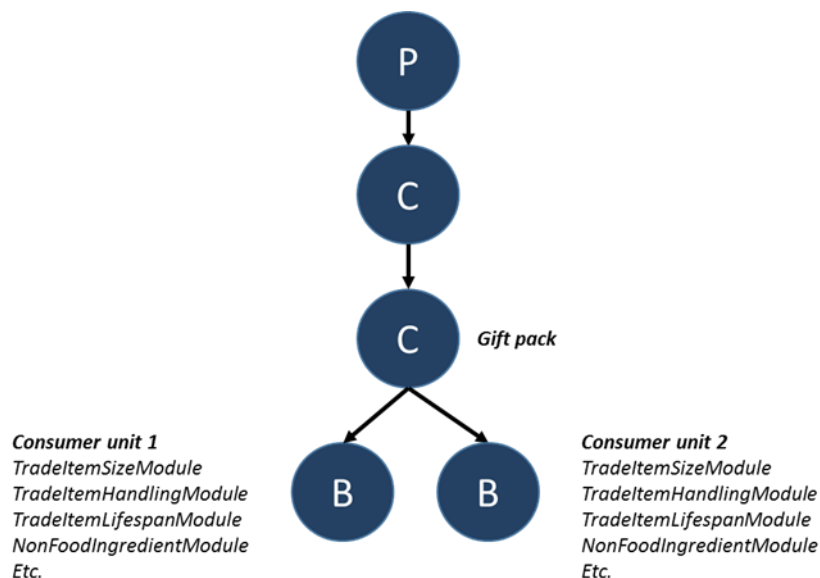 P
C
C
Gift pack
Consumer unit 1
TradeItemSizeModule
TradeItemHandlingModule
TradeItemLifespanModule
NonFoodIngredientModule
Etc.
B
B
Consumer unit 2
TradeItemSizeModule
TradeItemHandlingModule
TradeItemLifespanModule
NonFoodIngredientModule
Etc.